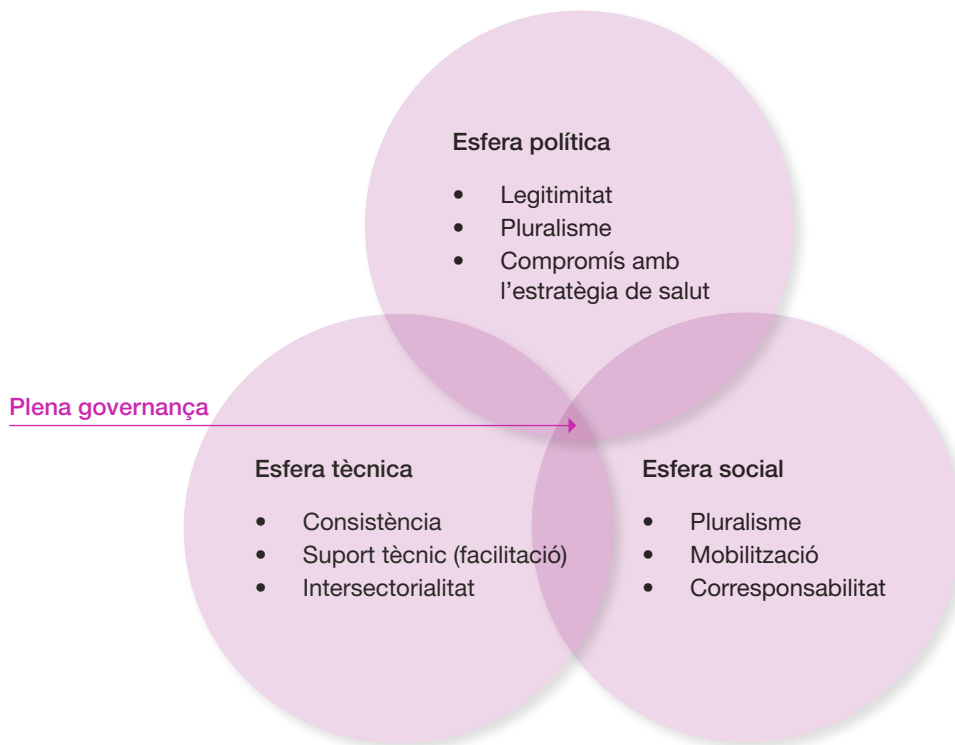 Esfera política
• Legitimitat
• Pluralisme
• Compromís amb
l’estratègia de salut
Plena governança
Esfera tècnica
• Consistència
• Suport tècnic (facilitació)
• Intersectorialitat
Esfera social
• Pluralisme
• Mobilització
• Corresponsabilitat